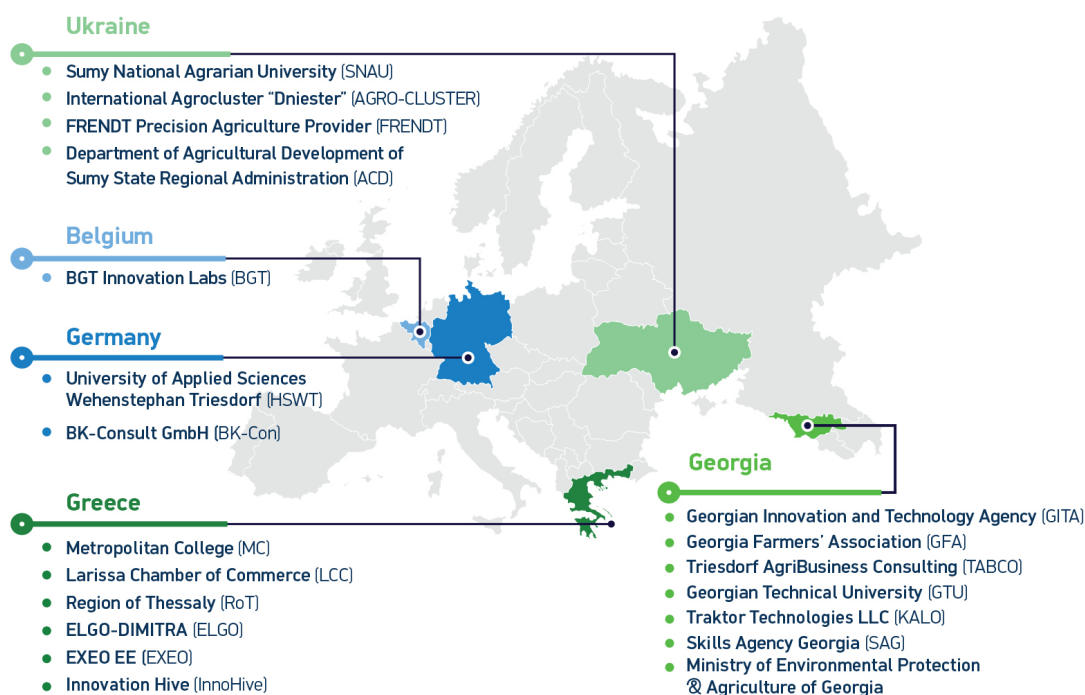 Ukraine
Sumy National Agrarian University (SNAU)
International Agrocluster "Dniester" (AGRO-CLUSTER)
FRENDT Precision Agriculture Provider (FRENDT)
Department of Agricultural Development of
Sumy State Regional Administration (ACD)
Belgium
BGT Innovation Labs (BGT)
Germany
University of Applied Sciences
Wehenstephan Triesdorf (HSWT)
BK-Consult GmbH (BK-Con)
Greece
Metropolitan College (MC)
Larissa Chamber of Commerce (LCC)
Region of Thessaly (RoT)
ELGO-DIMITRA (ELGO)
EXEO EE (EXEO)
Innovation Hive (InnoHive)
Georgia
Georgian Innovation and Technology Agency (GITA)
Georgia Farmers' Association (GFA)
Triesdorf AgriBusiness Consulting (TABCO)
Georgian Technical University (GTU)
Traktor Technologies LLC (KALO)
Skills Agency Georgia (SAG)
Ministry of Environmental Protection
& Agriculture of Georgia